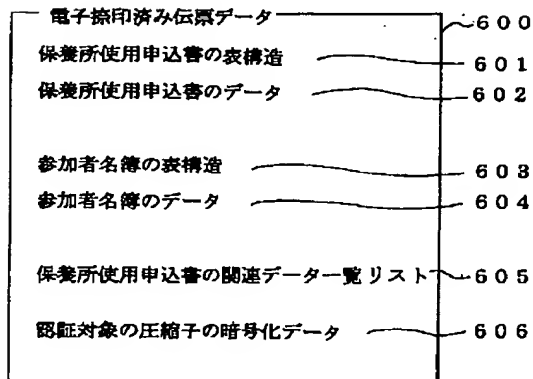 電子捺印済み伝票データ 600
保養所使用申込書の表構造 601
保養所使用申込書のデータ 602
参加者名簿の表構造 603
参加者名簿のデータ 604
保養所使用申込書の関連データ一覧リスト 605
認証対象の圧縮子の暗号化データ 606